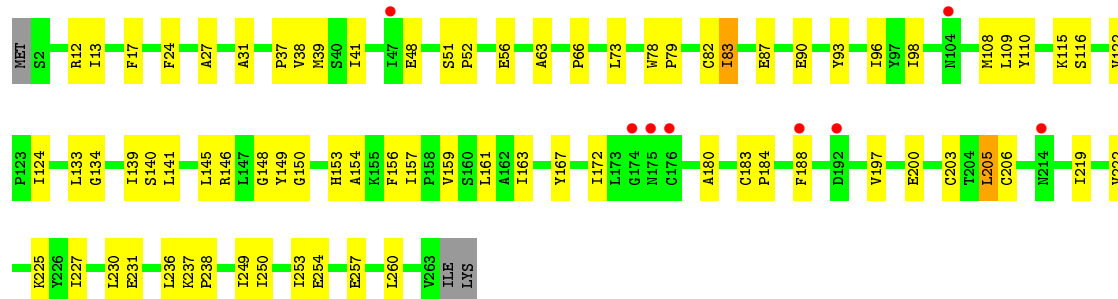 MET S2 R12 I13 F17 F24 A27 A31 P37 V38 M39 S40 I41 I47 E48 S51 P52 E56 A63 P66 L73 W78 P79 C82 I83 E87 E90 Y93 I96 Y97 I98 N104 M108 L109 Y110 K115 S116 V122
P123 I124 L133 G134 I139 S140 L141 L145 R146 L147 G148 Y149 G150 H153 A154 K155 F156 I157 P158 V159 S160 L161 A162 I163 Y167 I172 L173 G174 N175 C176 A180 C183 P184 F188 D192 V197 E200 C203 T204 L205 C206 N214 I219 V222
K225 Y226 I227 L230 E231 L236 K237 P238 I249 I250 I253 E254 E257 L260 V263 ILE LYS